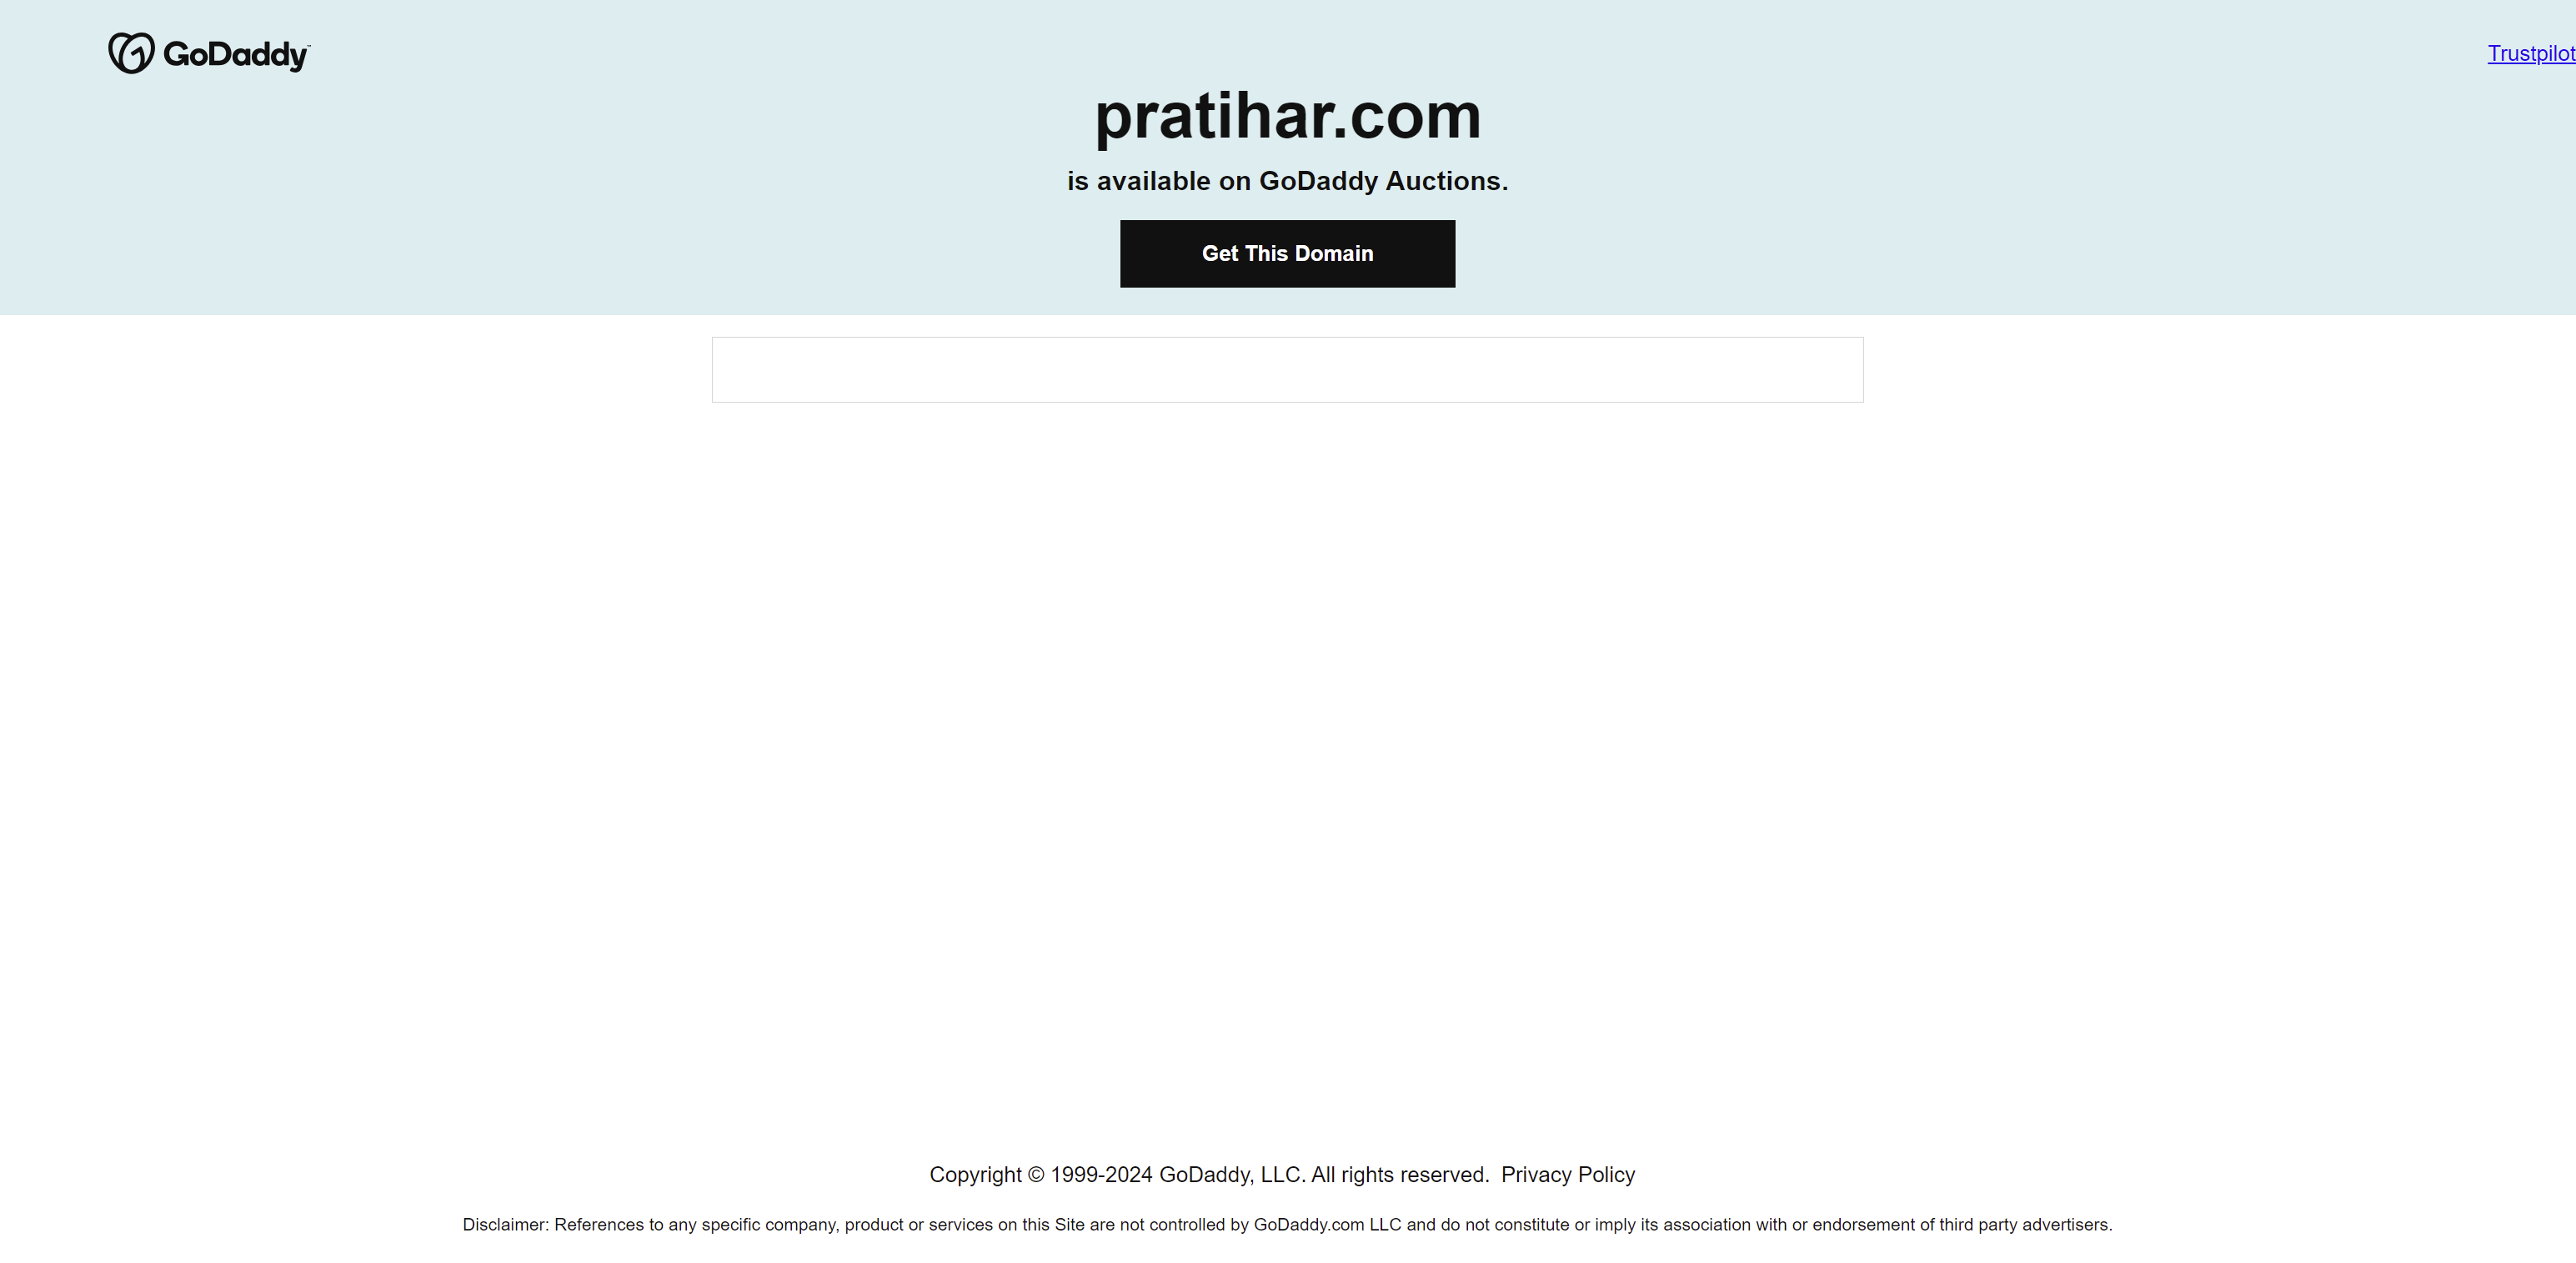 GoDaddy™
Trustpilot
pratihar.com
is available on GoDaddy Auctions.
Get This Domain
Copyright © 1999-2024 GoDaddy, LLC. All rights reserved. Privacy Policy
Disclaimer: References to any specific company, product or services on this Site are not controlled by GoDaddy.com LLC and do not constitute or imply its association with or endorsement of third party advertisers.